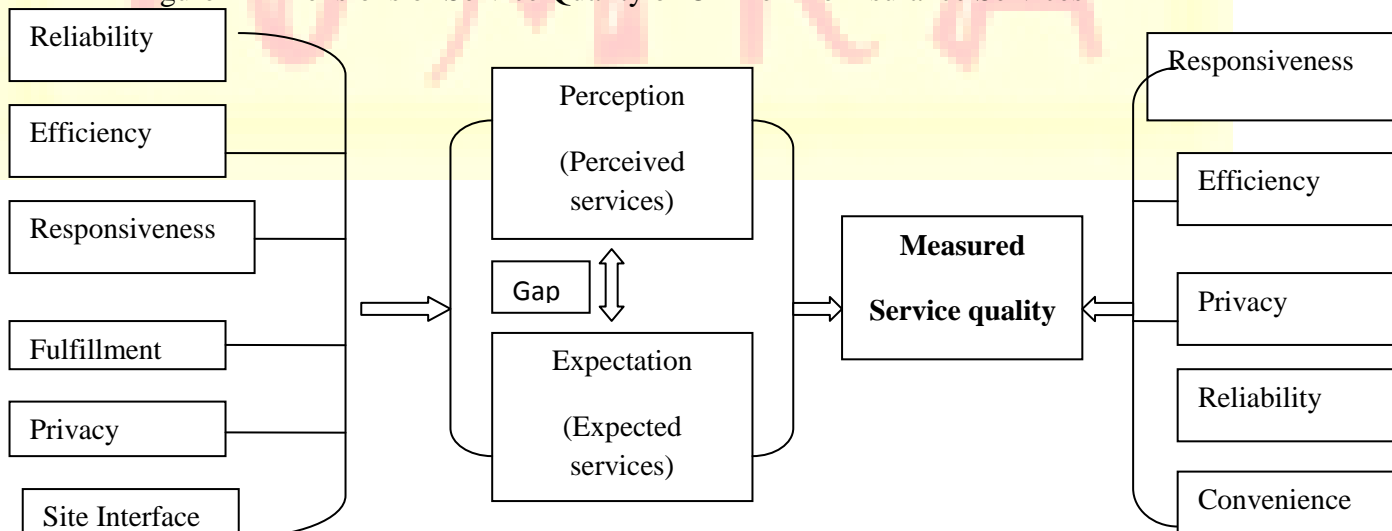 Reliability
Efficiency
Responsiveness
Fulfillment
Privacy
Site Interface
Perception
(Perceived
services)
Gap
Expectation
(Expected
services)
Measured
Service quality
Responsiveness
Efficiency
Privacy
Reliability
Convenience